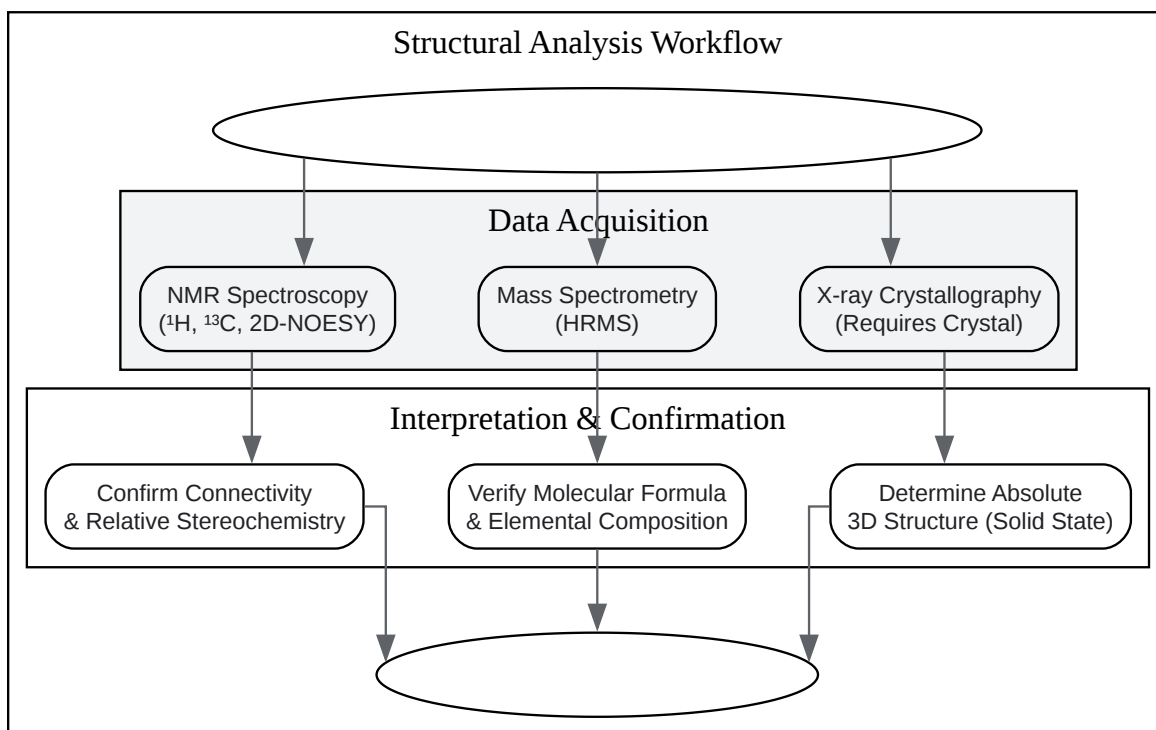 Structural Analysis Workflow
Data Acquisition
NMR Spectroscopy
(¹H, ¹³C, 2D-NOESY)
Mass Spectrometry
(HRMS)
X-ray Crystallography
(Requires Crystal)
Interpretation & Confirmation
Confirm Connectivity
& Relative Stereochemistry
Verify Molecular Formula
& Elemental Composition
Determine Absolute
3D Structure (Solid State)